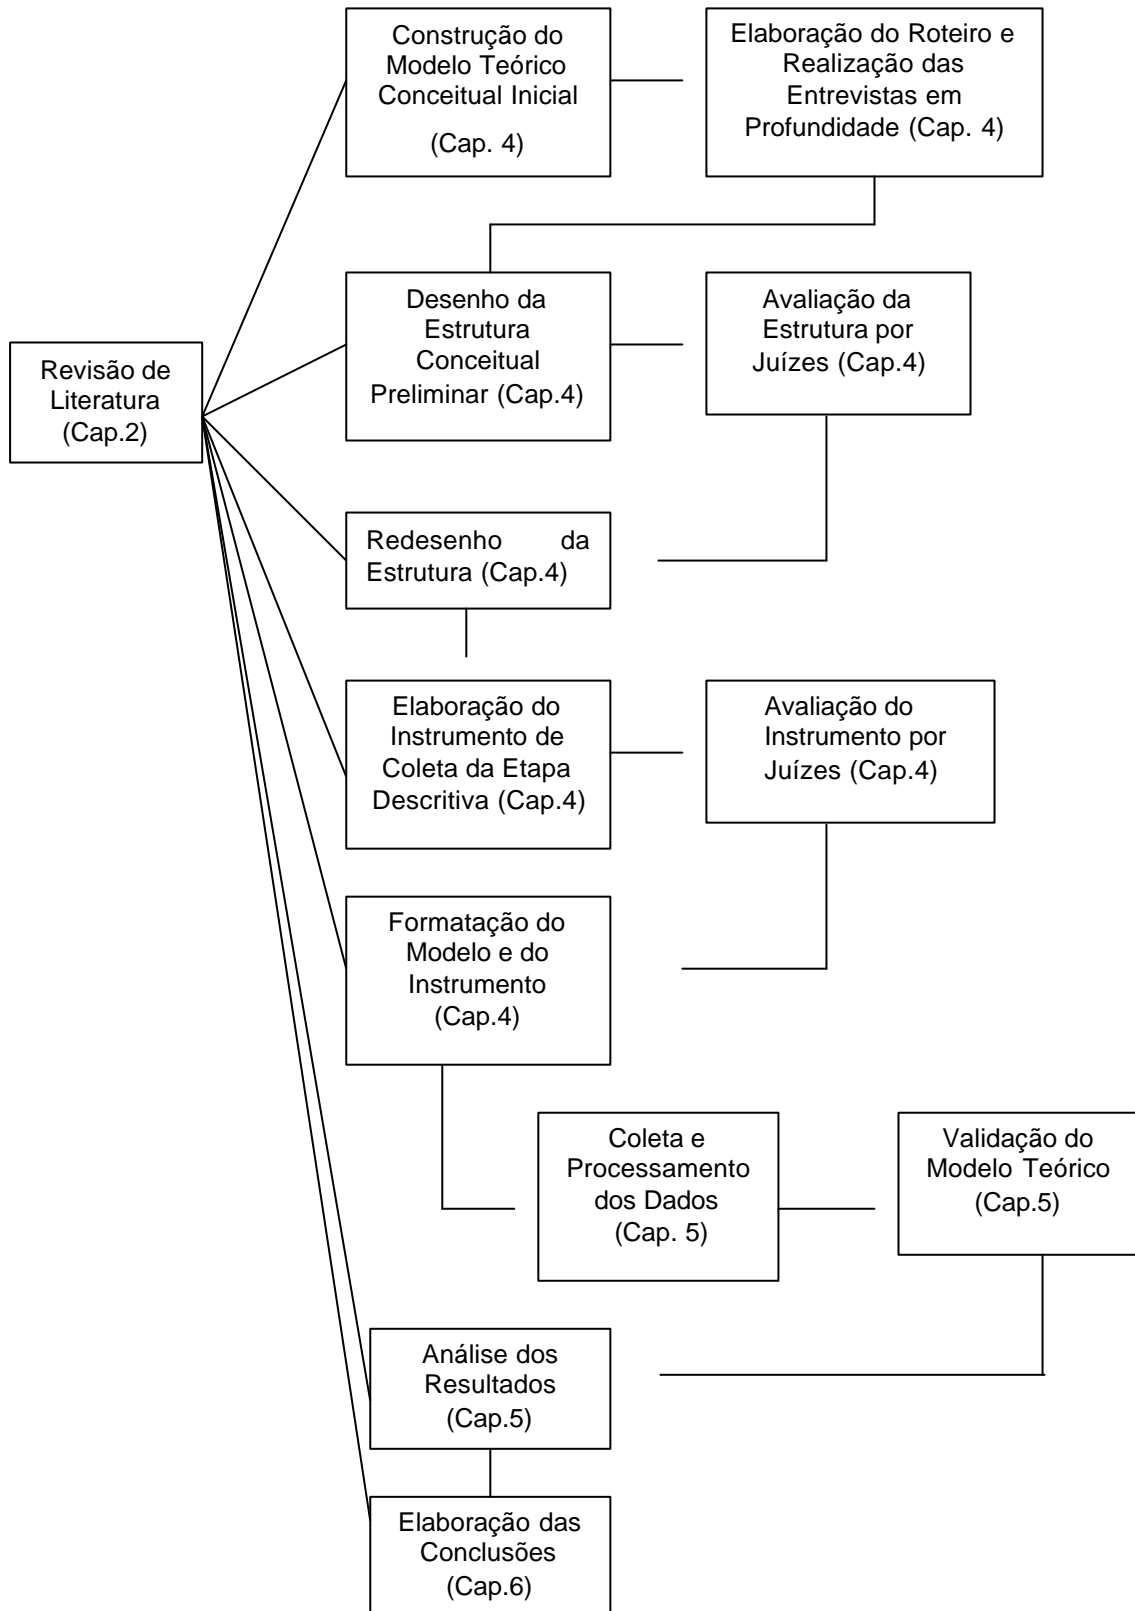 Construção do
Modelo Teórico
Conceitual Inicial
(Cap. 4)
Elaboração do Roteiro e
Realização das
Entrevistas em
Profundidade (Cap. 4)
Revisão de
Literatura
(Cap.2)
Desenho da
Estrutura
Conceitual
Preliminar (Cap.4)
Avaliação da
Estrutura por
Juízes (Cap.4)
Redesenho da
Estrutura (Cap.4)
Elaboração do
Instrumento de
Coleta da Etapa
Descritiva (Cap.4)
Avaliação do
Instrumento por
Juízes (Cap.4)
Formatação do
Modelo e do
Instrumento
(Cap.4)
Coleta e
Processamento
dos Dados
(Cap. 5)
Validação do
Modelo Teórico
(Cap.5)
Análise dos
Resultados
(Cap.5)
Elaboração das
Conclusões
(Cap.6)